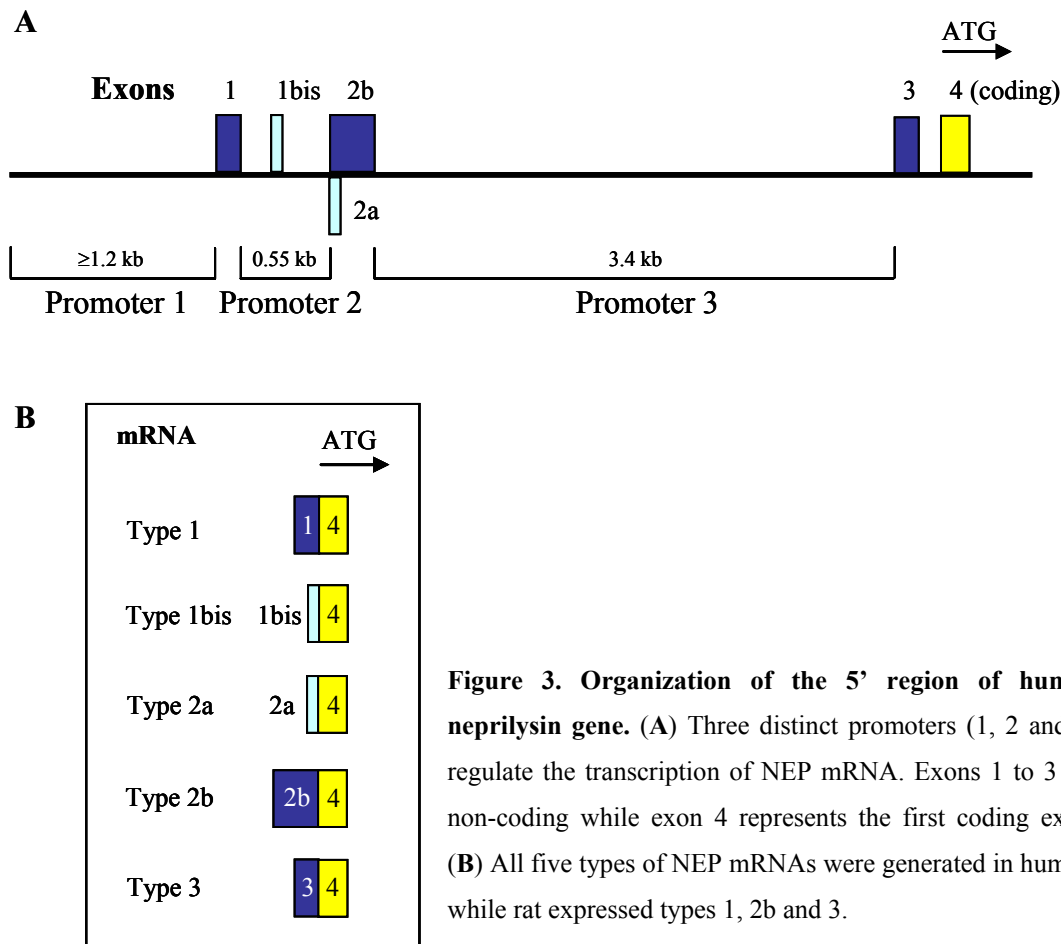 A
ATG
Exons 1 1bis 2b 3 4 (coding)
2a
≥1.2 kb 0.55 kb 3.4 kb
Promoter 1 Promoter 2 Promoter 3
B
mRNA ATG
Type 1 1 4
Type 1bis 1bis 4
Type 2a 2a 4
Type 2b 2b 4
Type 3 3 4
Figure 3. Organization of the 5’ region of hum
neprilysin gene. (A) Three distinct promoters (1, 2 and
regulate the transcription of NEP mRNA. Exons 1 to 3
non-coding while exon 4 represents the first coding ex
(B) All five types of NEP mRNAs were generated in hum
while rat expressed types 1, 2b and 3.